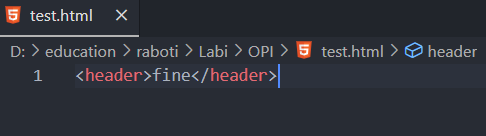 test.html ×
D: > education > raboti > Labi > OPI > test.html > header
1 <header>fine</header>